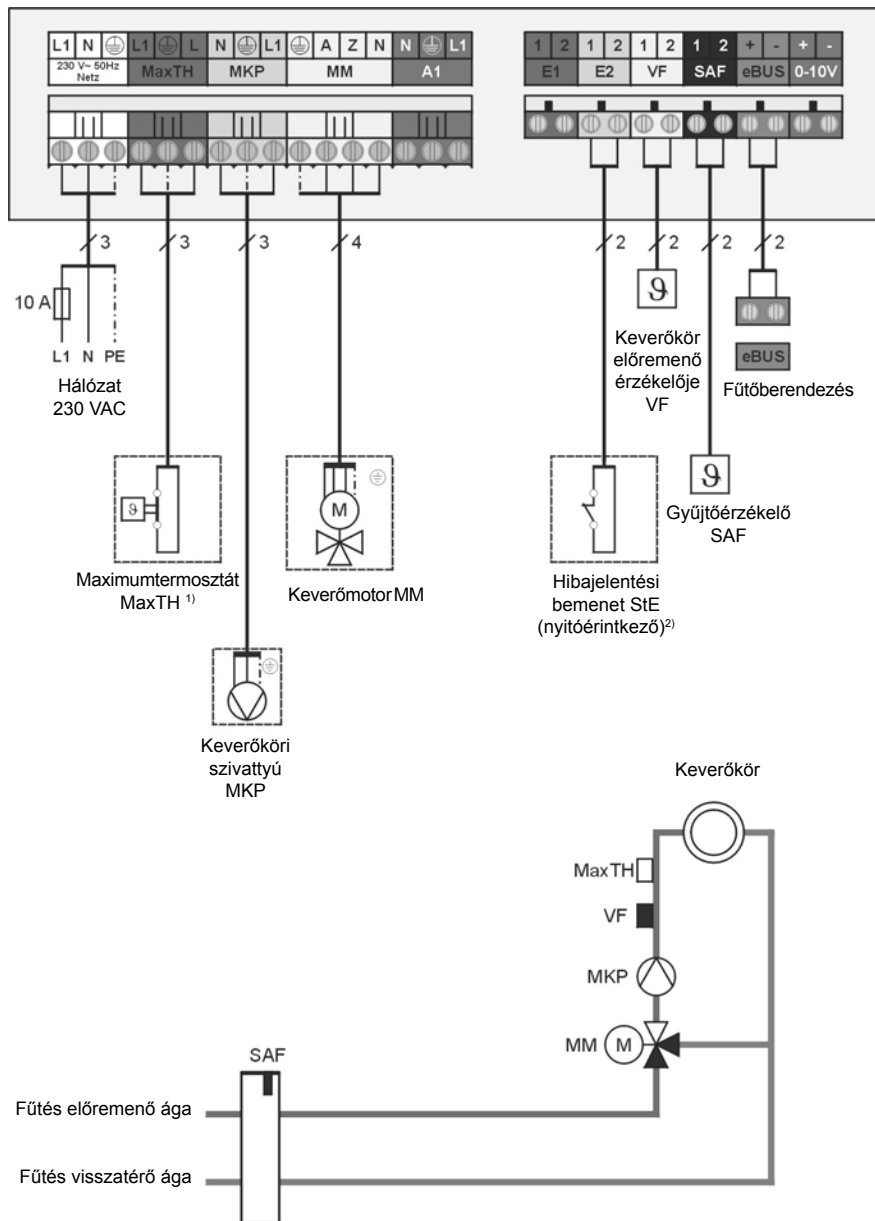 L1 N L1 L N L1 A Z N N L1
230 V~ 50Hz
Netz
MaxTH MKP MM A1
1 2 1 2 1 2 1 2 + - + -
E1 E2 VF SAF eBUS 0-10V
3 3 3 4 2 2 2 2
10 A
L1 N PE
Hálózat
230 VAC
ϑ
Keverőkör
előremenő
érzékelője
VF
eBUS
Fűtőberendezés
ϑ
Maximumtermosztát
MaxTH 1)
M
Keverőmotor MM
Hibajelentési
bemenet StE
(nyitóérintkező)2)
ϑ
Gyűjtőérzékelő
SAF
Keverőköri
szivattyú
MKP
Keverőkör
MaxTH
VF
MKP
MM M
SAF
Fűtés előremenő ága
Fűtés visszatérő ága